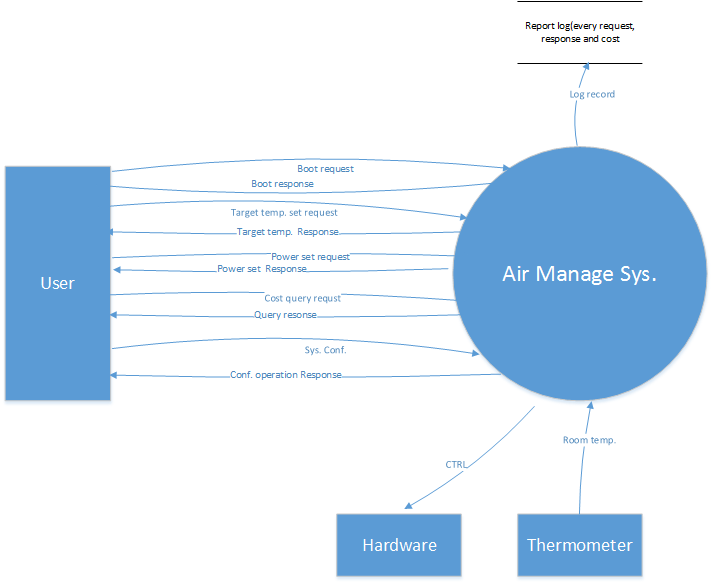 Report log(every request,
response and cost
Log record
Boot request
Boot response
Target temp. set request
Target temp. Response
Power set request
Power set Response
Cost query requst
Query resonse
Sys. Conf.
Conf. operation Response
User
Air Manage Sys.
Room temp.
CTRL
Hardware
Thermometer